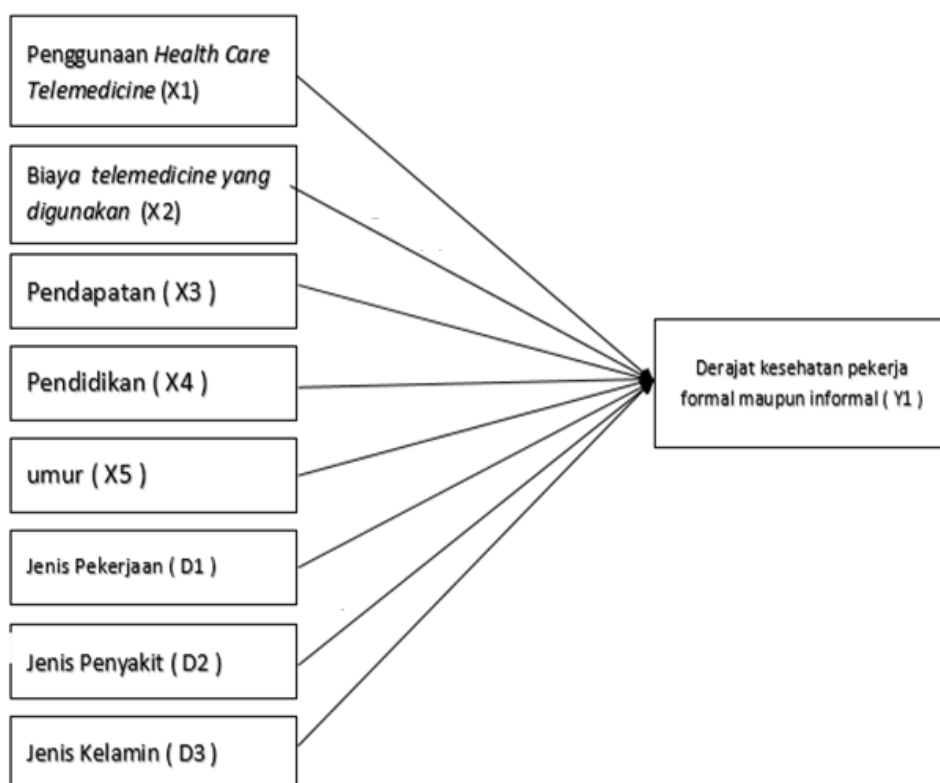 Penggunaan Health Care
Telemedicine (X1)
Biaya telemedicine yang
digunakan (X2)
Pendapatan ( X3 )
Pendidikan ( X4 )
umur ( X5 )
Jenis Pekerjaan ( D1 )
Jenis Penyakit ( D2 )
Jenis Kelamin ( D3 )
Derajat kesehatan pekerja
formal maupun informal ( Y1 )